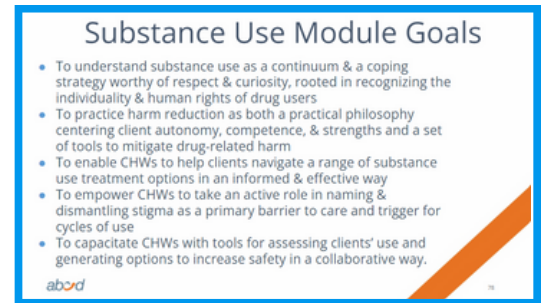 Substance Use Module Goals
• To understand substance use as a continuum & a coping
strategy worthy of respect & curiosity, rooted in recognizing the
individuality & human rights of drug users
• To practice harm reduction as both a practical philosophy
centering client autonomy, competence, & strengths and a set
of tools to mitigate drug-related harm
• To enable CHWs to help clients navigate a range of substance
use treatment options in an informed & effective way
• To empower CHWs to take an active role in naming &
dismantling stigma as a primary barrier to care and trigger for
cycles of use
• To capacitate CHWs with tools for assessing clients’ use and
generating options to increase safety in a collaborative way.